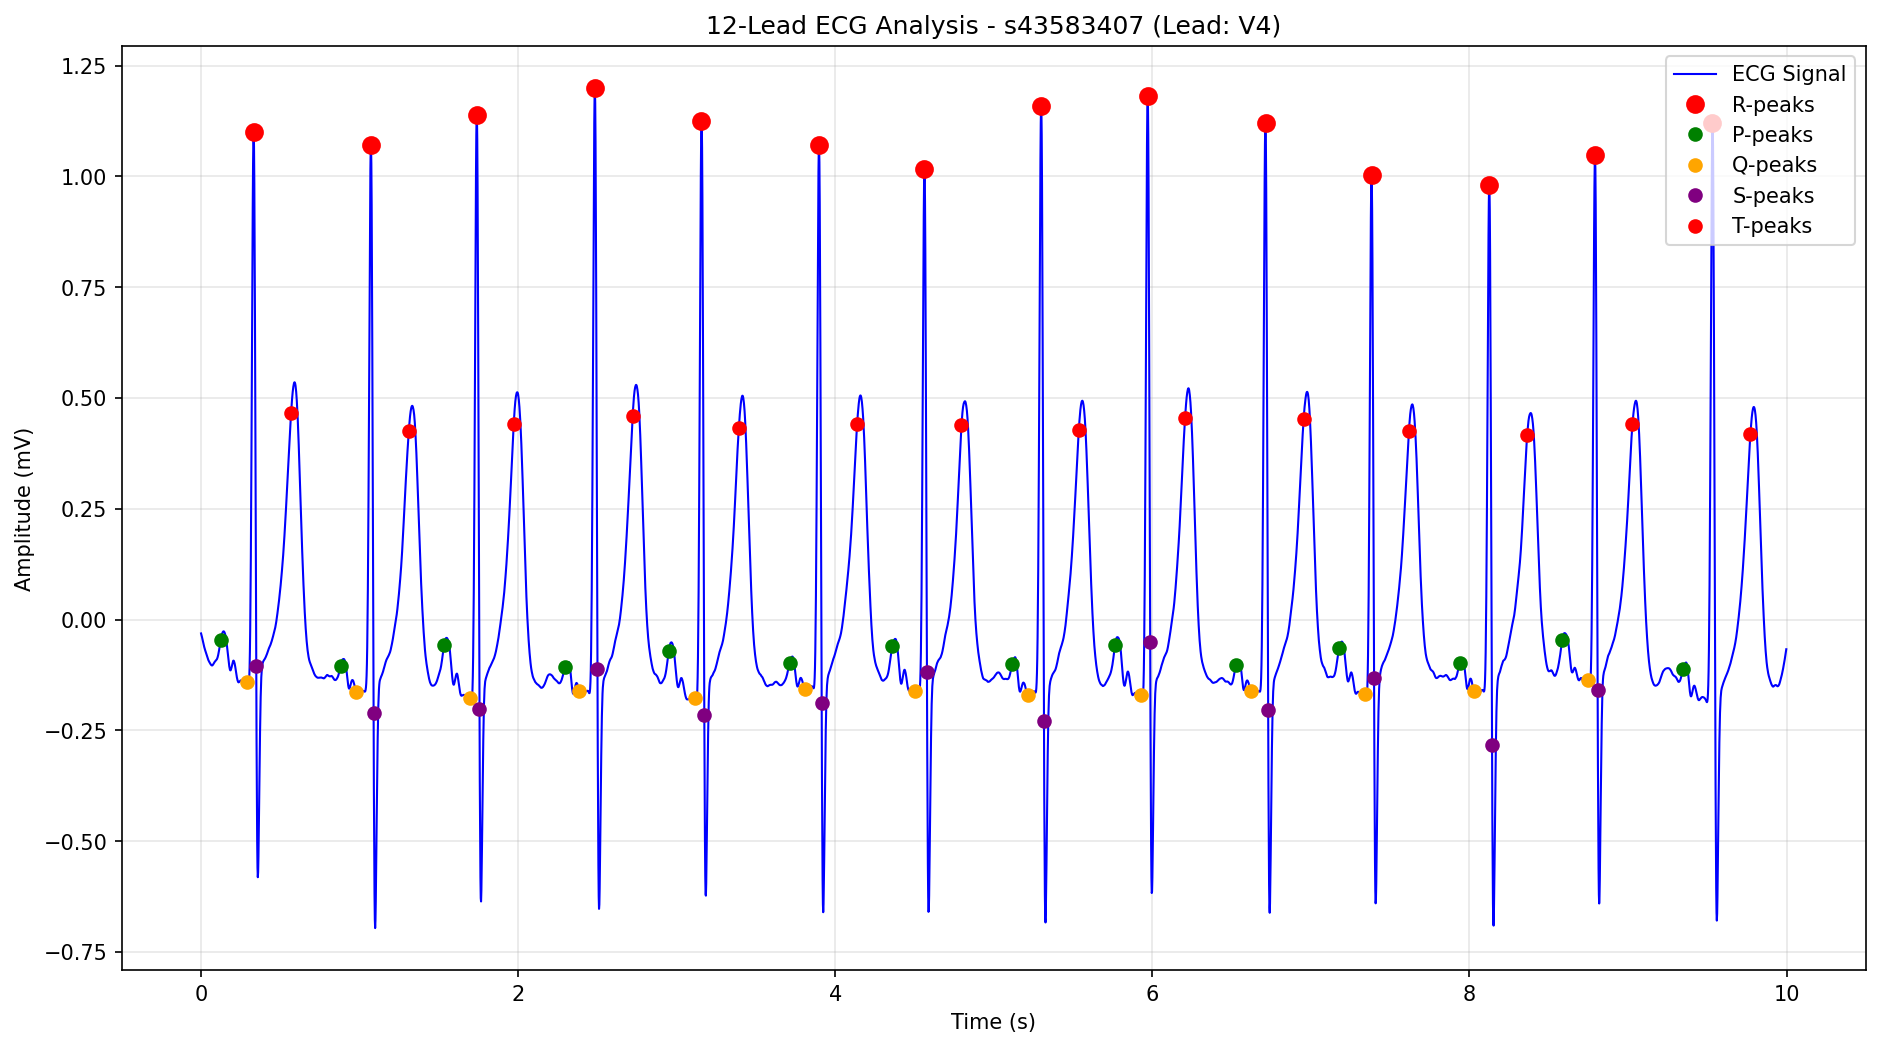 12-Lead ECG Analysis - s43583407 (Lead: V4)
ECG Signal
R-peaks
P-peaks
Q-peaks
S-peaks
T-peaks
1.25
1.00
0.75
0.50
0.25
0.00
−0.25
−0.50
−0.75
Amplitude (mV)
0 2 4 6 8 10
Time (s)